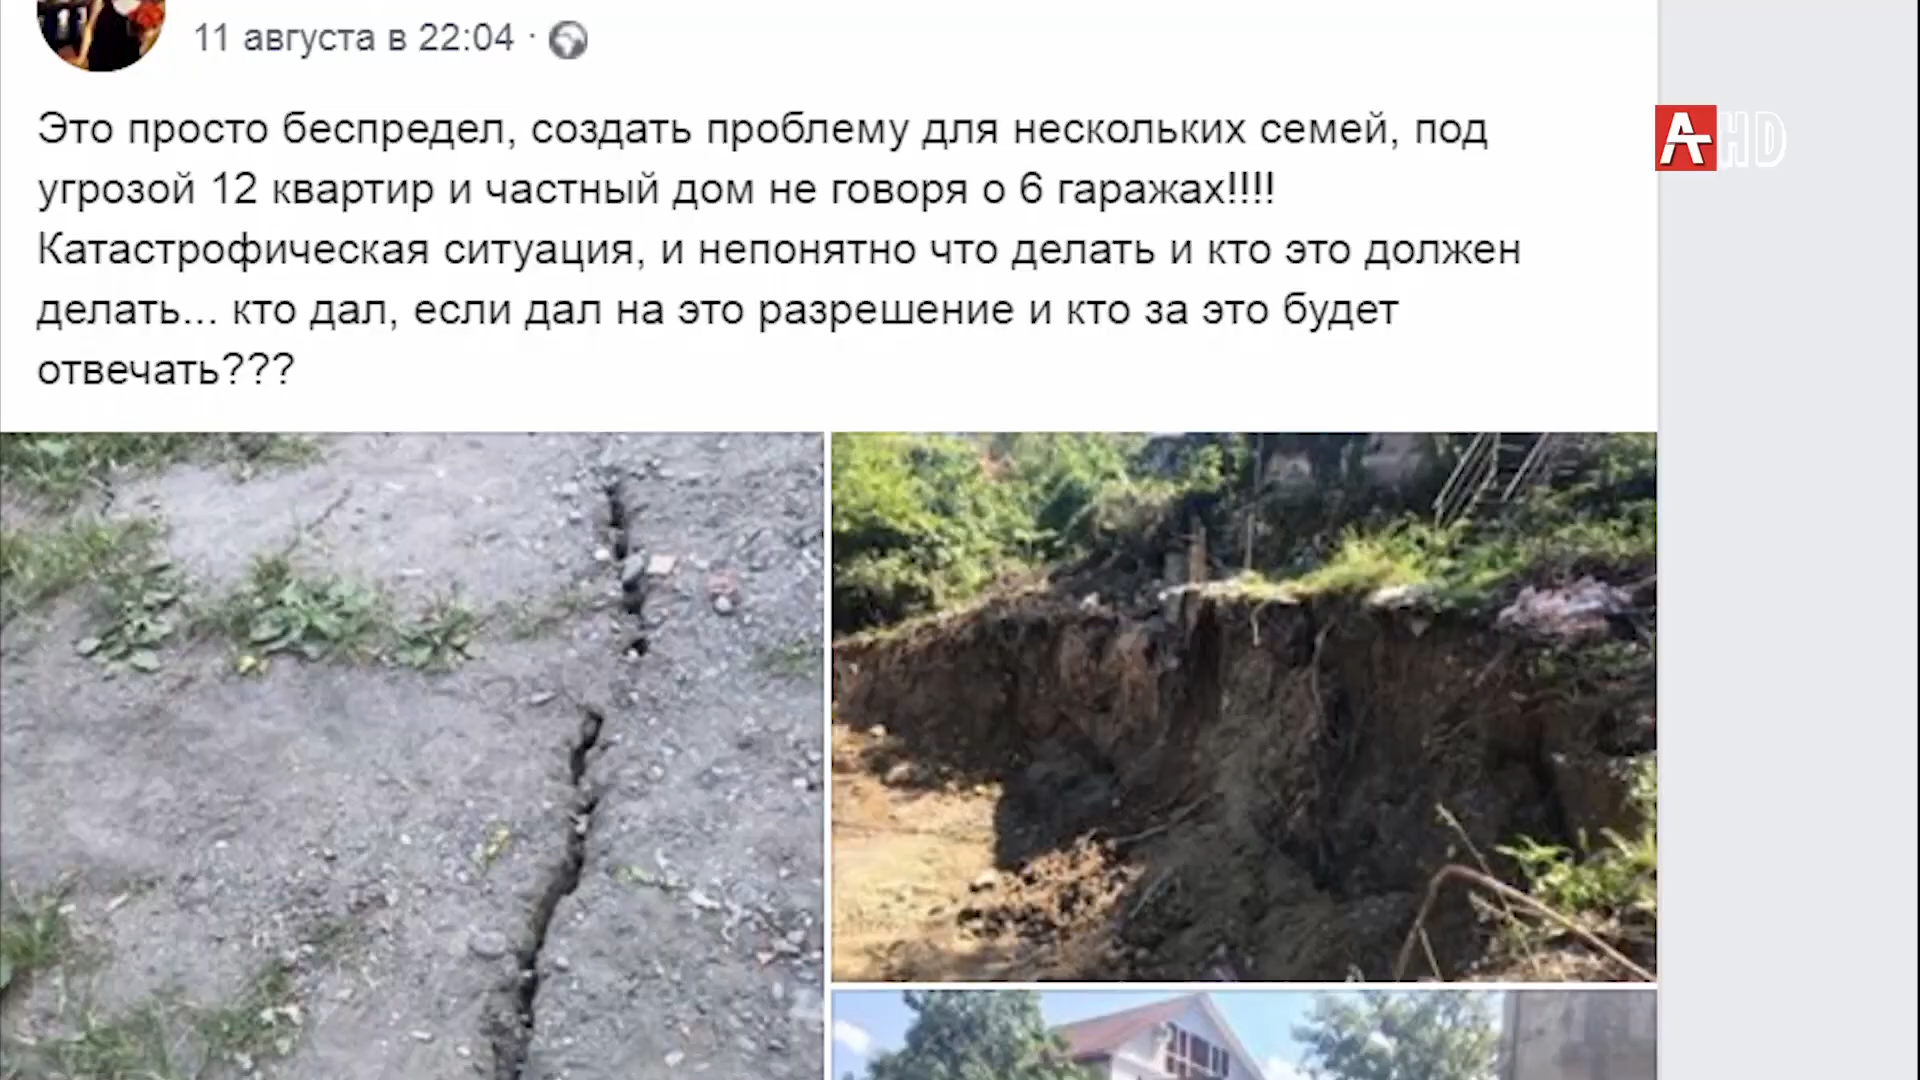 11 августа в 22:04 ·
Это просто беспредел, создать проблему для нескольких семей, под
угрозой 12 квартир и частный дом не говоря о 6 гаражах!!!!
Катастрофическая ситуация, и непонятно что делать и кто это должен
делать... кто дал, если дал на это разрешение и кто за это будет
отвечать???
A HD